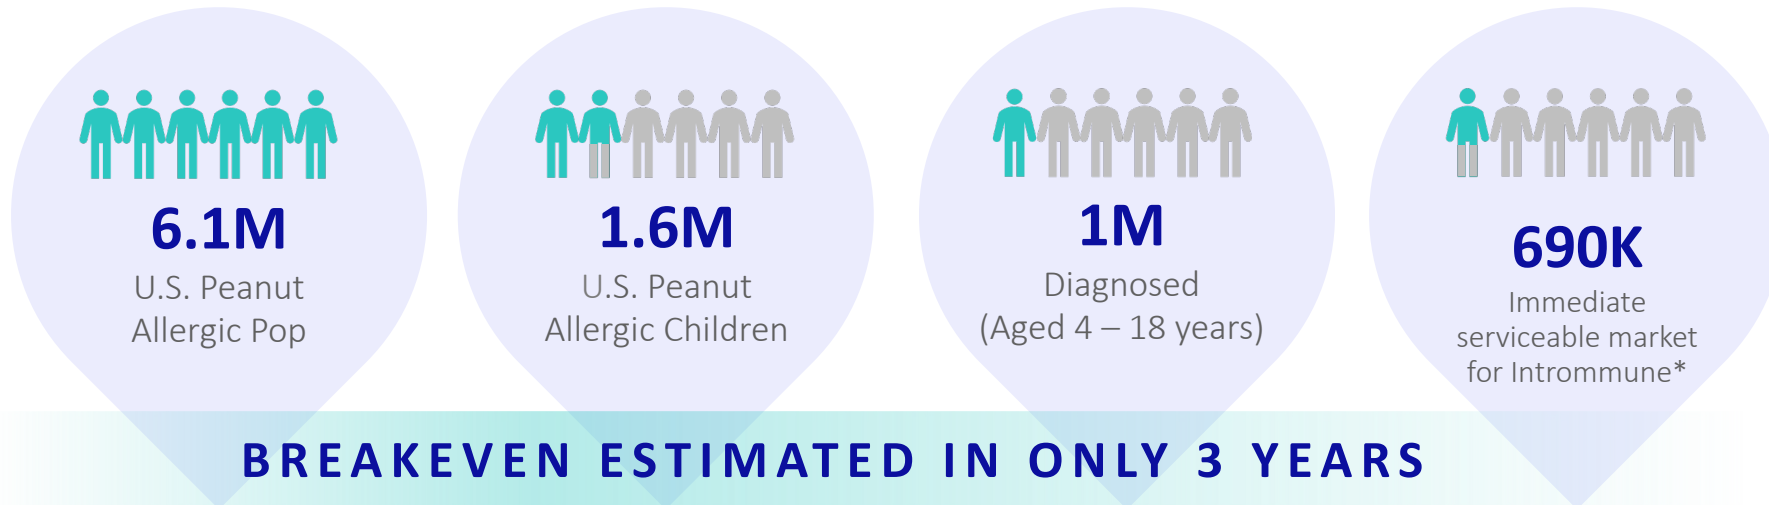 6.1M
U.S. Peanut
Allergic Pop
1.6M
U.S. Peanut
Allergic Children
1M
Diagnosed
(Aged 4 – 18 years)
690K
Immediate
serviceable market
for Intrommune*
BREAKEVEN ESTIMATED IN ONLY 3 YEARS